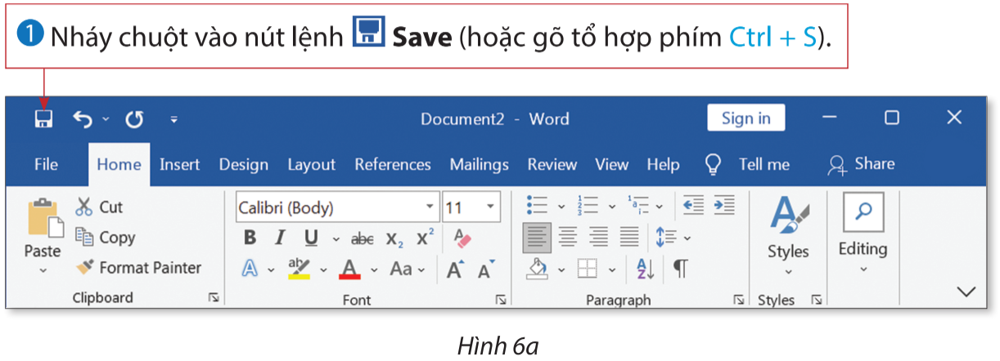 1 Nháy chuột vào nút lệnh Save (hoặc gõ tổ hợp phím Ctrl + S).
Document2 - Word Sign in
File Home Insert Design Layout References Mailings Review View Help Tell me Share
Cut
Calibri (Body) 11
Copy
Paste
Format Painter
B I U abc X₂ X²
Aa A A
A
Styles Editing
Clipboard Font Paragraph Styles
Hình 6a